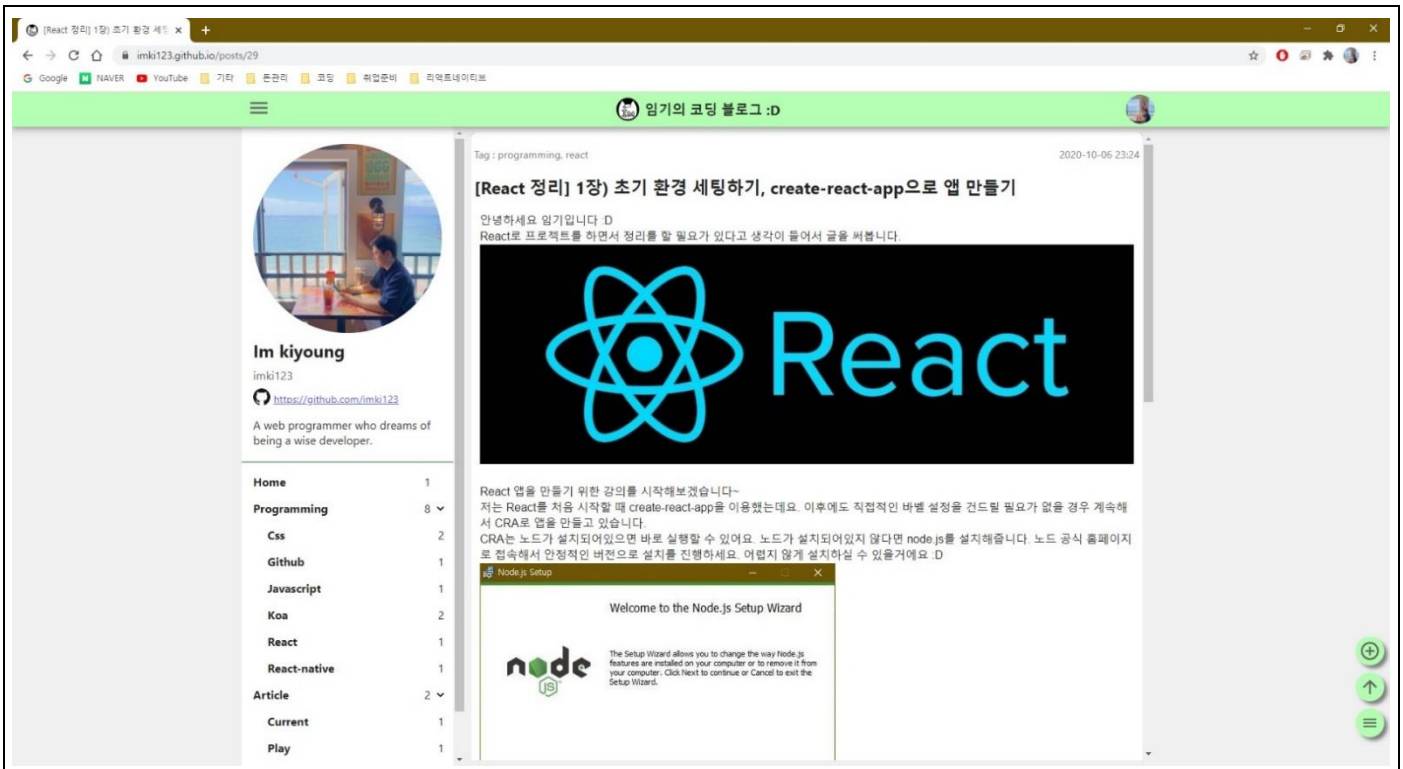 [React 정리] 1장) 초기 환경 세팅
imki123.github.io/posts/29
Google NAVER YouTube 기타 돈관리 코딩 취업준비 리액트네이티브
임기의 코딩 블로그 :D
Im kiyoung
imki123
https://github.com/imki123
A web programmer who dreams of
being a wise developer.
Home 1
Programming 8
Css 2
Github 1
Javascript 1
Koa 2
React 1
React-native 1
Article 2
Current 1
Play 1
Tag : programming, react 2020-10-06 23:24
[React 정리] 1장) 초기 환경 세팅하기, create-react-app으로 앱 만들기
안녕하세요 임기입니다 :D
React로 프로젝트를 하면서 정리를 할 필요가 있다고 생각이 들어서 글을 써봅니다.
React
React 앱을 만들기 위한 강의를 시작해보겠습니다~
저는 React를 처음 시작할 때 create-react-app을 이용했는데요. 이후에도 직접적인 바벨 설정을 건드릴 필요가 없을 경우 계속해
서 CRA로 앱을 만들고 있습니다.
CRA는 노드가 설치되어있으면 바로 실행할 수 있어요. 노드가 설치되어있지 않다면 node.js를 설치해줍니다. 노드 공식 홈페이지
로 접속해서 안정적인 버전으로 설치를 진행하세요. 어렵지 않게 설치하실 수 있을거에요 :D
Node.js Setup
Welcome to the Node.js Setup Wizard
node
JS
The Setup Wizard allows you to change the way Node.js
features are installed on your computer or to remove it from
your computer. Click Next to continue or Cancel to exit the
Setup Wizard.